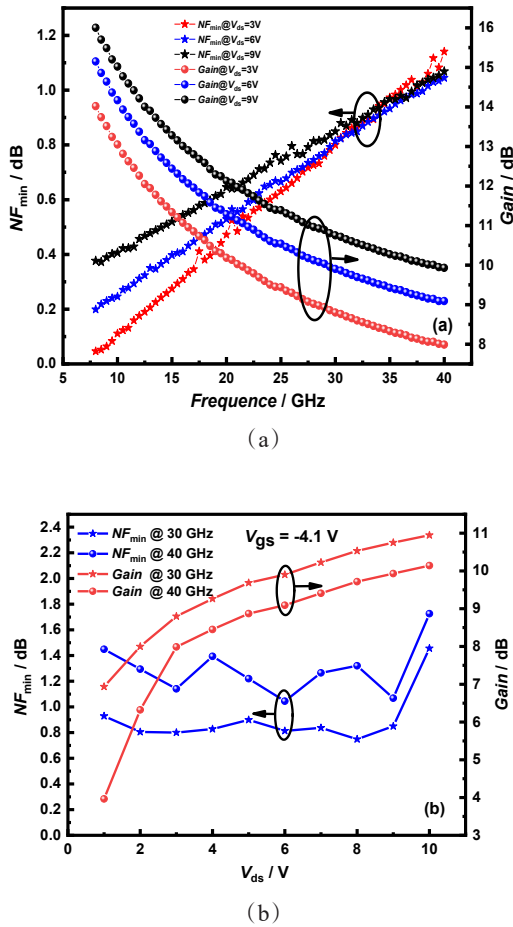 NFmin@Vds=3V
NFmin@Vds=6V
NFmin@Vds=9V
Gain@Vds=3V
Gain@Vds=6V
Gain@Vds=9V
1.2
1.0
0.8
0.6
0.4
0.2
0.0
NFmin / dB
16
15
14
13
12
11
10
9
8
Gain / dB
5 10 15 20 25 30 35 40
Frequence / GHz
(a)
(a)
NFmin @ 30 GHz
NFmin @ 40 GHz
Gain @ 30 GHz
Gain @ 40 GHz
Vgs = -4.1 V
2.4
2.2
2.0
1.8
1.6
1.4
1.2
1.0
0.8
0.6
0.4
0.2
0.0
NFmin / dB
11
10
9
8
7
6
5
4
3
Gain / dB
0 2 4 6 8 10
Vds / V
(b)
(b)